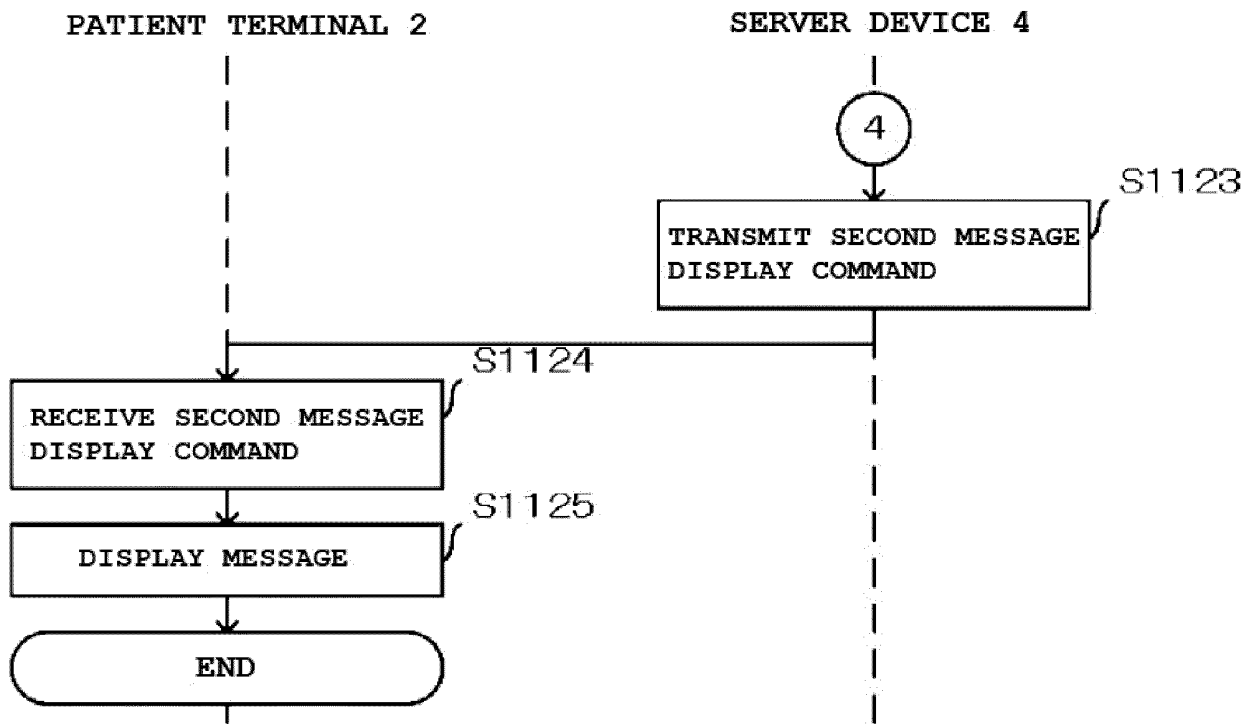 PATIENT TERMINAL 2
SERVER DEVICE 4
4
S1123
TRANSMIT SECOND MESSAGE
DISPLAY COMMAND
S1124
RECEIVE SECOND MESSAGE
DISPLAY COMMAND
S1125
DISPLAY MESSAGE
END